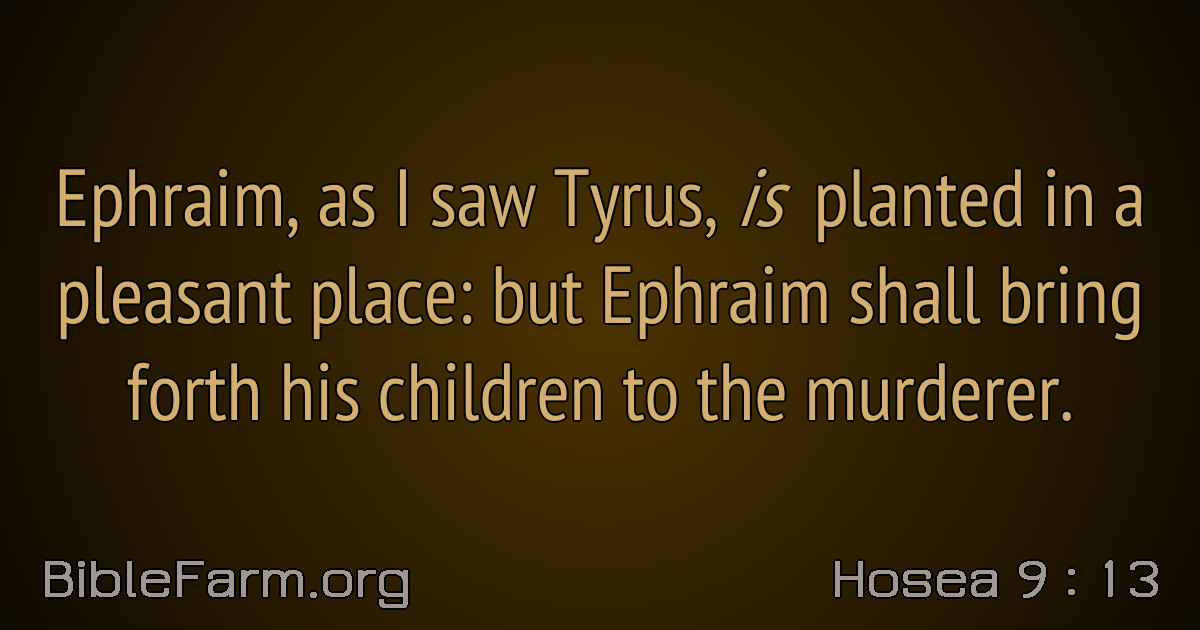 Ephraim, as I saw Tyrus, is planted in a
pleasant place: but Ephraim shall bring
forth his children to the murderer.
BibleFarm.org
Hosea 9 : 13